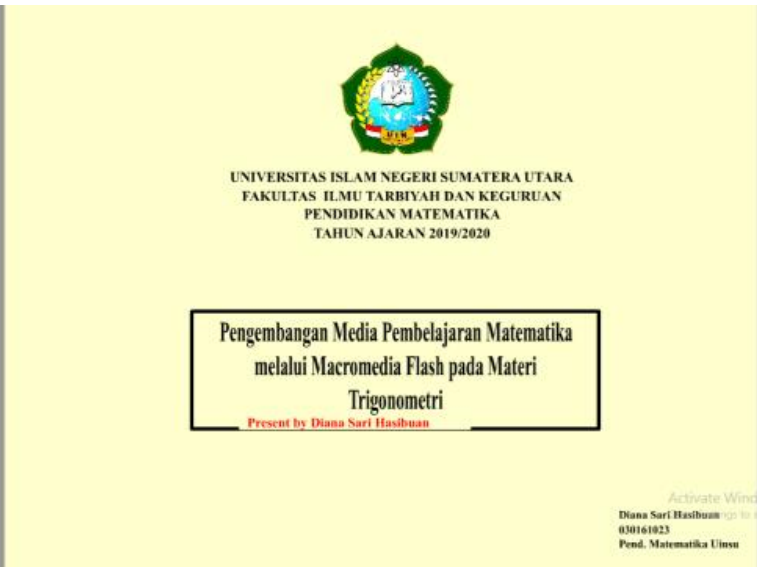 UIN
UNIVERSITAS ISLAM NEGERI SUMATERA UTARA
FAKULTAS ILMU TARBIYAH DAN KEGURUAN
PENDIDIKAN MATEMATIKA
TAHUN AJARAN 2019/2020
Pengembangan Media Pembelajaran Matematika
melalui Macromedia Flash pada Materi
Trigonometri
Present by Diana Sari Hasibuan
Activate Wind
Diana Sari Hasibuan
030161023
Pend. Matematika Uinsu